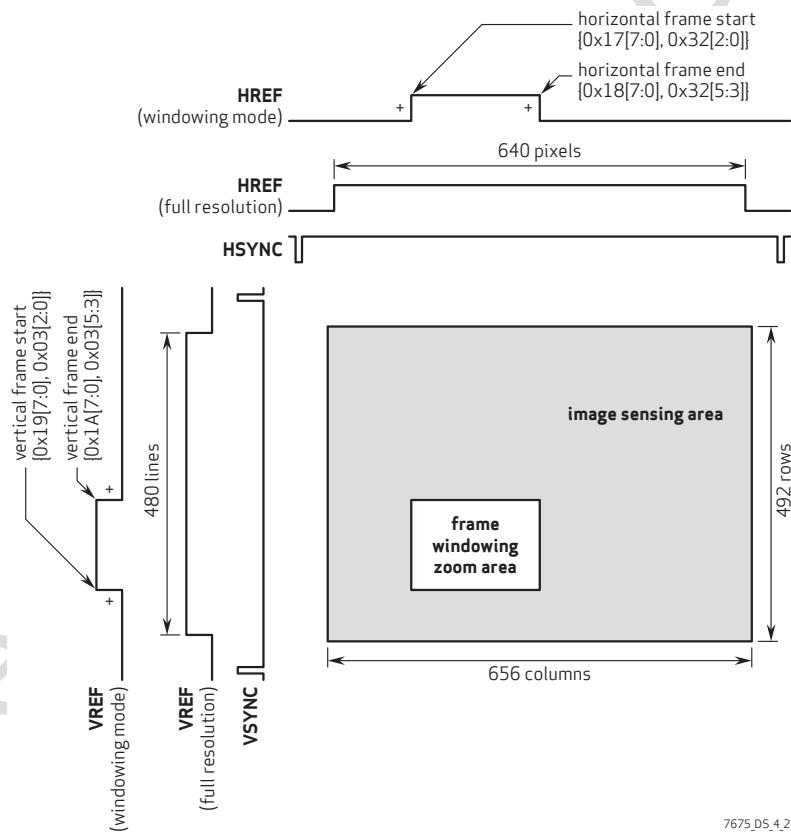 horizontal frame start
{0x17[7:0], 0x32[2:0]}
horizontal frame end
{0x18[7:0], 0x32[5:3]}
HREF
(windowing mode)
+
+
640 pixels
HREF
(full resolution)
HSYNC
vertical frame start
{0x19[7:0], 0x03[2:0]}
vertical frame end
{0x1A[7:0], 0x03[5:3]}
+
+
480 lines
image sensing area
492 rows
frame
windowing
zoom area
656 columns
VREF
(windowing mode)
VREF
(full resolution)
VSYNC
7675_DS_4_2